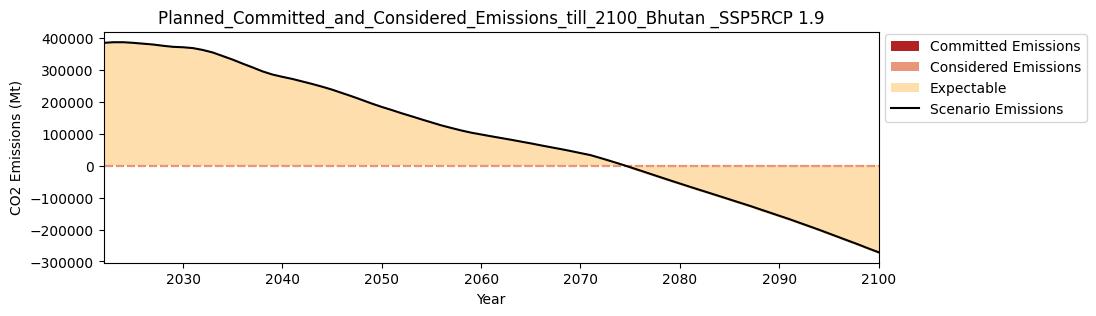 Planned_Committed_and_Considered_Emissions_till_2100_Bhutan _SSP5RCP 1.9
CO2 Emissions (Mt)
400000
300000
200000
100000
0
−100000
−200000
−300000
2030 2040 2050 2060 2070 2080 2090 2100
Year
Committed Emissions
Considered Emissions
Expectable
Scenario Emissions